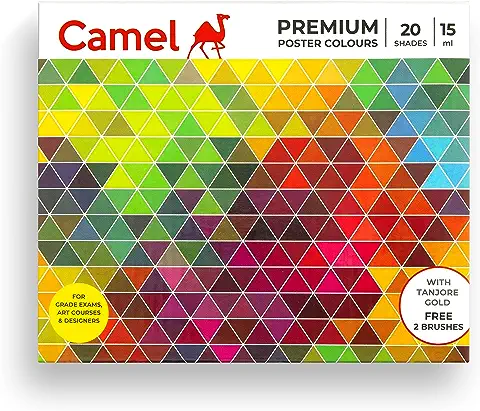 Camel
PREMIUM
POSTER COLOURS
20
SHADES
15
ml
FOR
GRADE EXAMS,
ART COURSES
& DESIGNERS
WITH
TANJORE
GOLD
FREE
2 BRUSHES